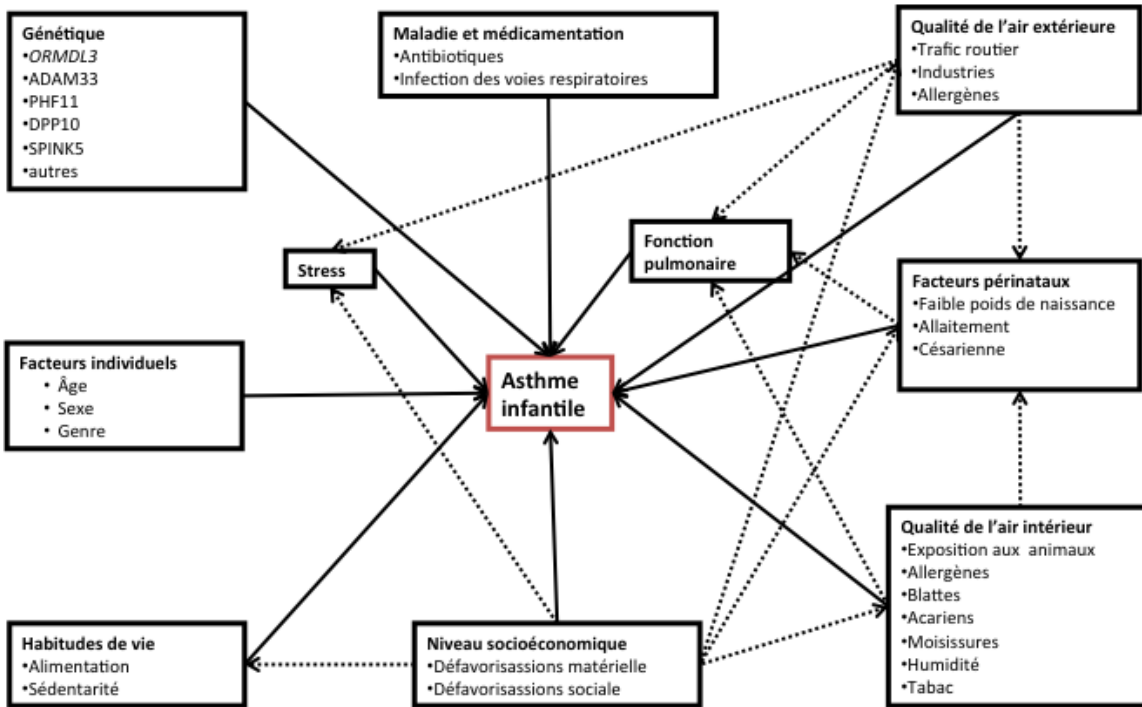 Génétique
•ORMDL3
•ADAM33
•PHF11
•DPP10
•SPINK5
•autres
Maladie et médicamentation
•Antibiotiques
•Infection des voies respiratoires
Qualité de l'air extérieure
•Trafic routier
•Industries
•Allergènes
Stress
Fonction
pulmonaire
Facteurs périnataux
•Faible poids de naissance
•Allaitement
•Césarienne
Facteurs individuels
• Âge
• Sexe
• Genre
Asthme
infantile
Qualité de l'air intérieur
•Exposition aux animaux
•Allergènes
•Blattes
•Acariens
•Moisissures
•Humidité
•Tabac
Habitudes de vie
•Alimentation
•Sédentarité
Niveau socioéconomique
•Défavorisassions matérielle
•Défavorisassions sociale